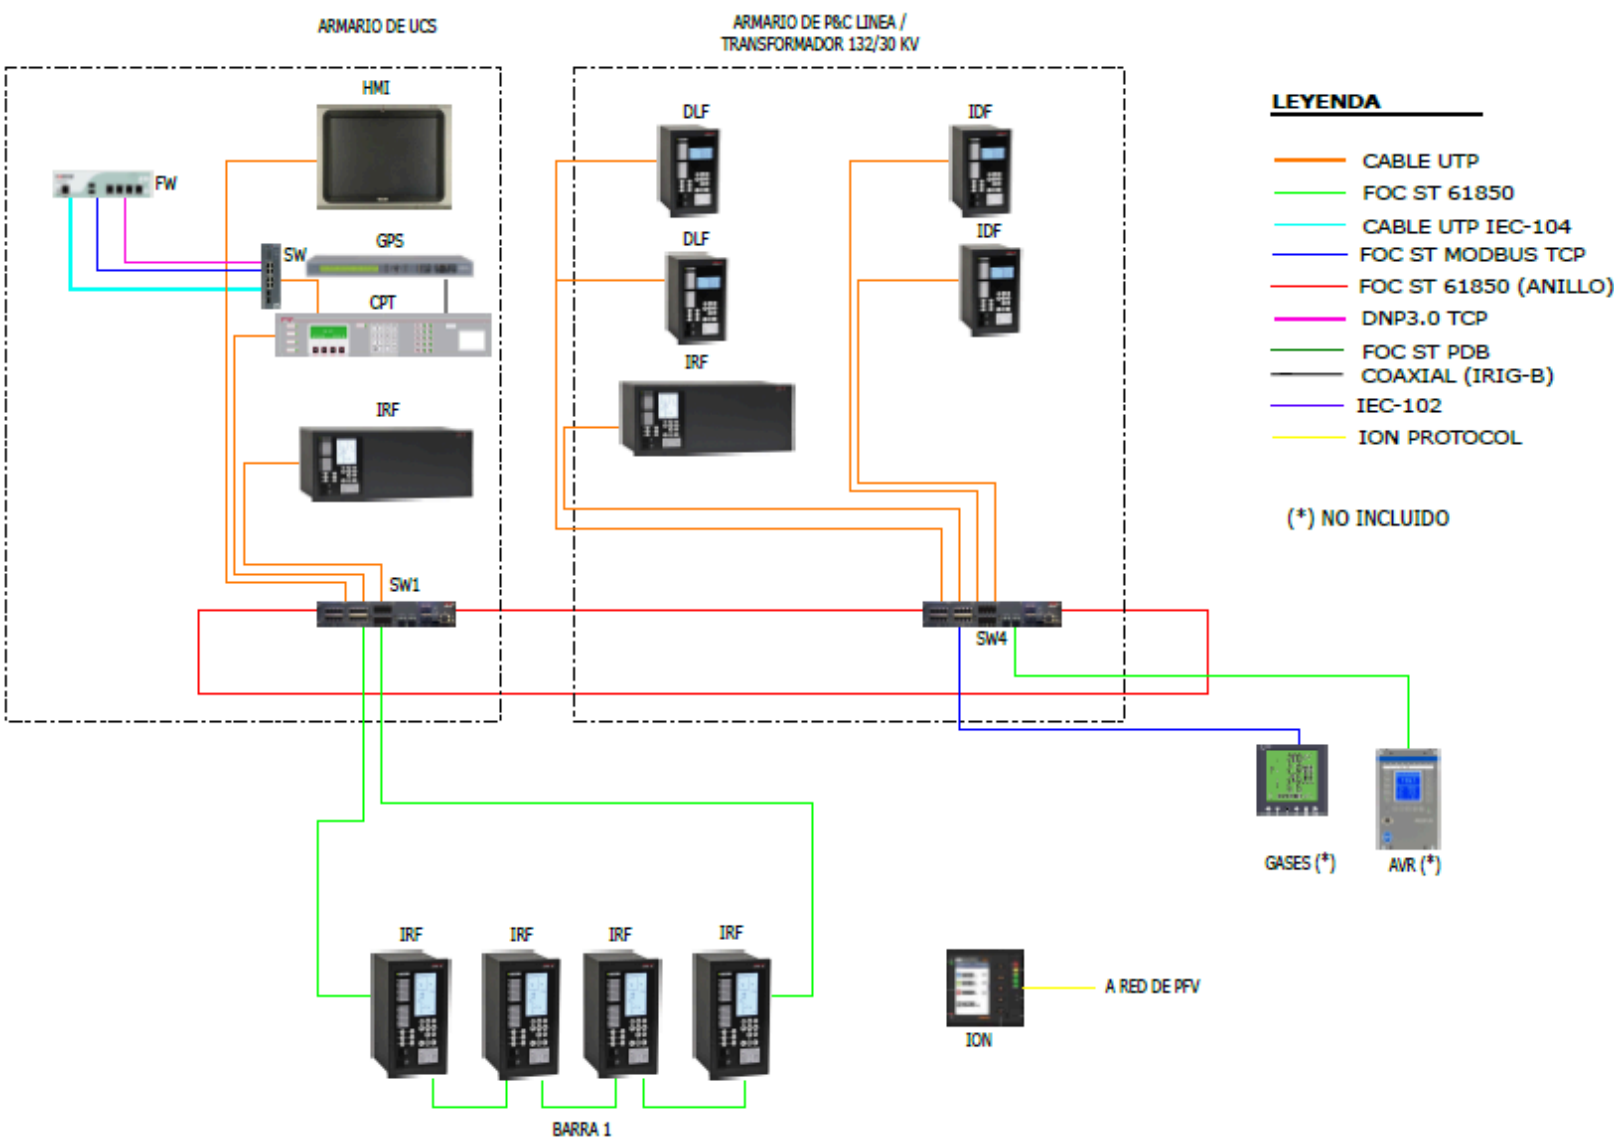 ARMARIO DE UCS
ARMARIO DE P&C LINEA /
TRANSFORMADOR 132/30 KV
HMI
FW
SW
GPS
CPT
IRF
SW1
DLF
IDF
DLF
IDF
IRF
SW4
LEYENDA
CABLE UTP
FOC ST 61850
CABLE UTP IEC-104
FOC ST MODBUS TCP
FOC ST 61850 (ANILLO)
DNP3.0 TCP
FOC ST PDB
COAXIAL (IRIG-B)
IEC-102
ION PROTOCOL
(*) NO INCLUIDO
GASES (*)
AVR (*)
IRF
IRF
IRF
IRF
BARRA 1
A RED DE PFV
ION